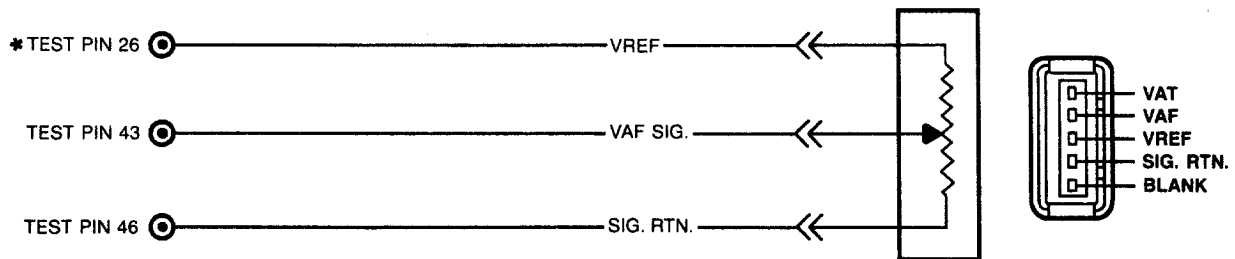 * TEST PIN 26 VREF
TEST PIN 43 VAF SIG.
TEST PIN 46 SIG. RTN.
VAT
VAF
VREF
SIG. RTN.
BLANK